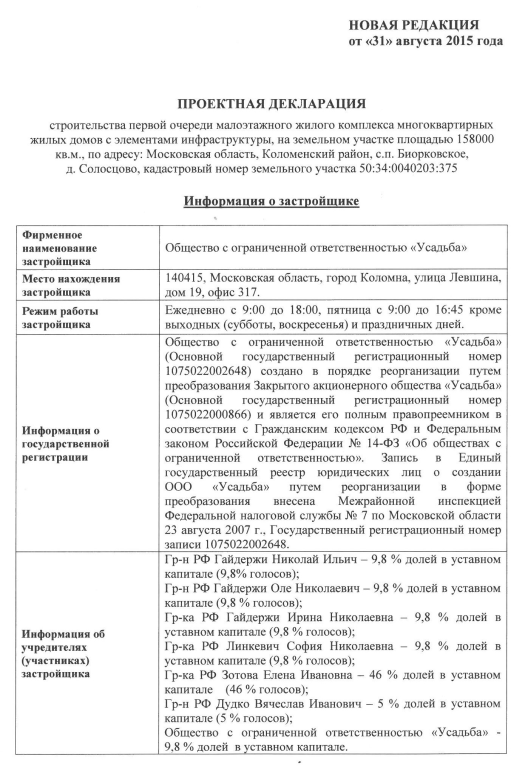 НОВАЯ РЕДАКЦИЯ
от «31» августа 2015 года
ПРОЕКТНАЯ ДЕКЛАРАЦИЯ
строительства первой очереди малоэтажного жилого комплекса многоквартирных
жилых домов с элементами инфраструктуры, на земельном участке площадью 158000
кв.м., по адресу: Московская область, Коломенский район, с.п. Биорковское,
д. Солосцово, кадастровый номер земельного участка 50:34:0040203:375
Информация о застройщике
Фирменное
наименование
застройщика
Общество с ограниченной ответственностью «Усадьба»
Место нахождения
застройщика
140415, Московская область, город Коломна, улица Левшина,
дом 19, офис 317.
Режим работы
застройщика
Ежедневно с 9:00 до 18:00, пятница с 9:00 до 16:45 кроме
выходных (субботы, воскресенья) и праздничных дней.
Информация о
государственной
регистрации
Общество с ограниченной ответственностью «Усадьба»
(Основной государственный регистрационный номер
1075022002648) создано в порядке реорганизации путем
преобразования Закрытого акционерного общества «Усадьба»
(Основной государственный регистрационный номер
1075022000866) и является его полным правопреемником в
соответствии с Гражданским кодексом РФ и Федеральным
законом Российской Федерации № 14-ФЗ «Об обществах с
ограниченной ответственностью». Запись в Единый
государственный реестр юридических лиц о создании
ООО «Усадьба» путем реорганизации в форме
преобразования внесена Межрайонной инспекцией
Федеральной налоговой службы № 7 по Московской области
23 августа 2007 г., Государственный регистрационный номер
записи 1075022002648.
Информация об
учредителях
(участниках)
застройщика
Гр-н РФ Гайдержи Николай Ильич – 9,8 % долей в уставном
капитале (9,8% голосов);
Гр-н РФ Гайдержи Оле Николаевич – 9,8 % долей в уставном
капитале (9,8 % голосов);
Гр-ка РФ Гайдержи Ирина Николаевна – 9,8 % долей в
уставном капитале (9,8 % голосов);
Гр-ка РФ Линкевич София Николаевна – 9,8 % долей в
уставном капитале (9,8 % голосов);
Гр-ка РФ Зотова Елена Ивановна – 46 % долей в уставном
капитале (46 % голосов);
Гр-н РФ Дудко Вячеслав Иванович – 5 % долей в уставном
капитале (5 % голосов);
Общество с ограниченной ответственностью «Усадьба» -
9,8 % долей в уставном капитале.